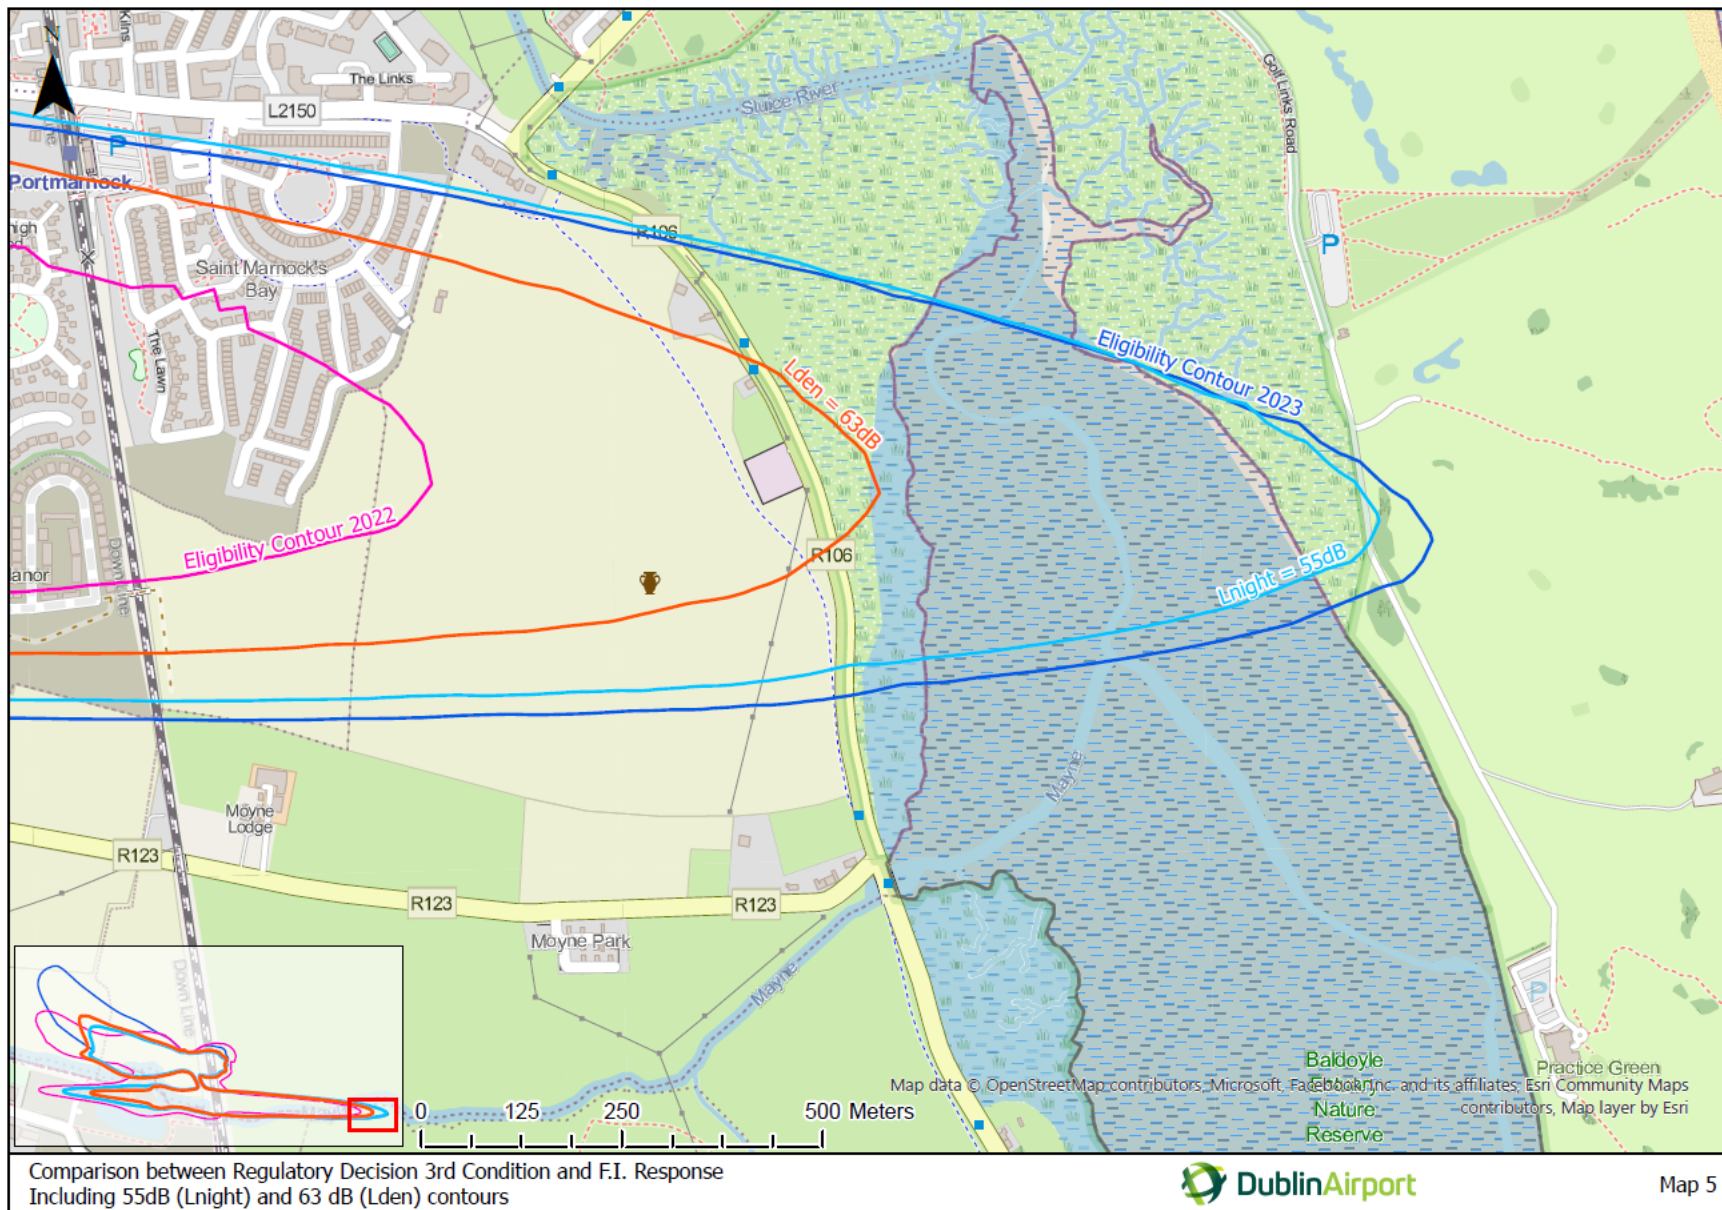 N
Kilns
The Links
L2150
Sluice River
Golf Links Road
P
Portmarnock
R106
P
Saint Marnock's
Bay
The Lawn
Eligibility Contour 2023
Lden = 63dB
Eligibility Contour 2022
R106
Lnight = 55dB
anor
Down Line
Mayne
Moyne
Lodge
R123
R123
R123
Moyne Park
Mayne
Down Line
P
Practice Green
Baldoyle
Estuary
Nature
Reserve
Map data © OpenStreetMap contributors, Microsoft, Facebook, Inc. and its affiliates, Esri Community Maps
contributors, Map layer by Esri
0 125 250 500 Meters
Comparison between Regulatory Decision 3rd Condition and F.I. Response
Including 55dB (Lnight) and 63 dB (Lden) contours
DublinAirport
Map 5